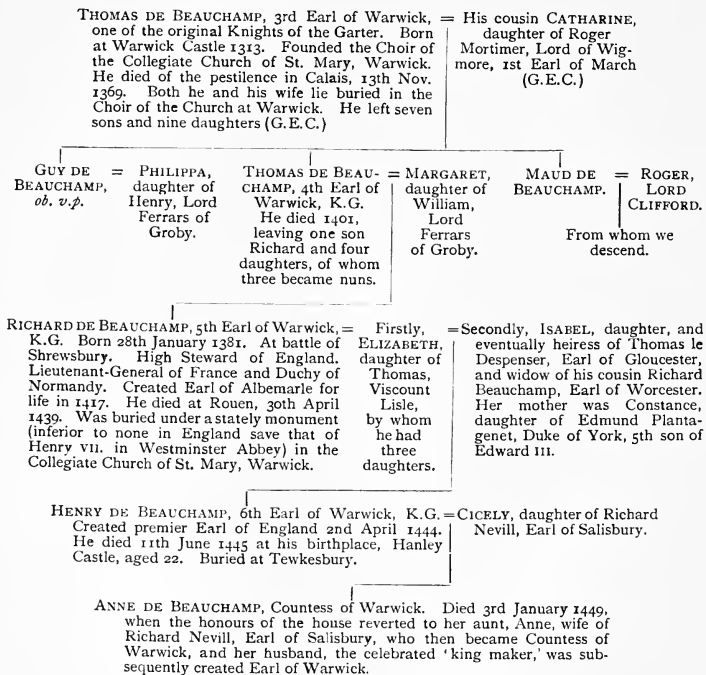 THOMAS DE BEAUCHAMP, 3rd Earl of Warwick,
one of the original Knights of the Garter. Born
at Warwick Castle 1313. Founded the Choir of
the Collegiate Church of St. Mary, Warwick.
He died of the pestilence in Calais, 13th Nov.
1369. Both he and his wife lie buried in the
Choir of the Church at Warwick. He left seven
sons and nine daughters (G.E.C.)
= His cousin CATHARINE,
daughter of Roger
Mortimer, Lord of Wig-
more, 1st Earl of March
(G.E.C.)
GUY DE
BEAUCHAMP,
ob. v.p.
= PHILIPPA,
daughter of
Henry, Lord
Ferrars of
Groby.
THOMAS DE BEAU-
CHAMP, 4th Earl of
Warwick, K.G.
He died 1401,
leaving one son
Richard and four
daughters, of whom
three became nuns.
= MARGARET,
daughter of
William,
Lord
Ferrars
of Groby.
MAUD DE
BEAUCHAMP.
= ROGER,
LORD
CLIFFORD.
From whom we
descend.
RICHARD DE BEAUCHAMP, 5th Earl of Warwick,
K.G. Born 28th January 1381. At battle of
Shrewsbury. High Steward of England.
Lieutenant-General of France and Duchy of
Normandy. Created Earl of Albemarle for
life in 1417. He died at Rouen, 30th April
1439. Was buried under a stately monument
(inferior to none in England save that of
Henry VII. in Westminster Abbey) in the
Collegiate Church of St. Mary, Warwick.
= Firstly,
ELIZABETH,
daughter of
Thomas,
Viscount
Lisle,
by whom
he had
three
daughters.
= Secondly, ISABEL, daughter, and
eventually heiress of Thomas le
Despenser, Earl of Gloucester,
and widow of his cousin Richard
Beauchamp, Earl of Worcester.
Her mother was Constance,
daughter of Edmund Planta-
genet, Duke of York, 5th son of
Edward III.
HENRY DE BEAUCHAMP, 6th Earl of Warwick, K.G.
Created premier Earl of England 2nd April 1444.
He died 11th June 1445 at his birthplace, Hanley
Castle, aged 22. Buried at Tewkesbury.
= CICELY, daughter of Richard
Nevill, Earl of Salisbury.
ANNE DE BEAUCHAMP, Countess of Warwick. Died 3rd January 1449,
when the honours of the house reverted to her aunt, Anne, wife of
Richard Nevill, Earl of Salisbury, who then became Countess of
Warwick, and her husband, the celebrated 'king maker,' was sub-
sequently created Earl of Warwick.